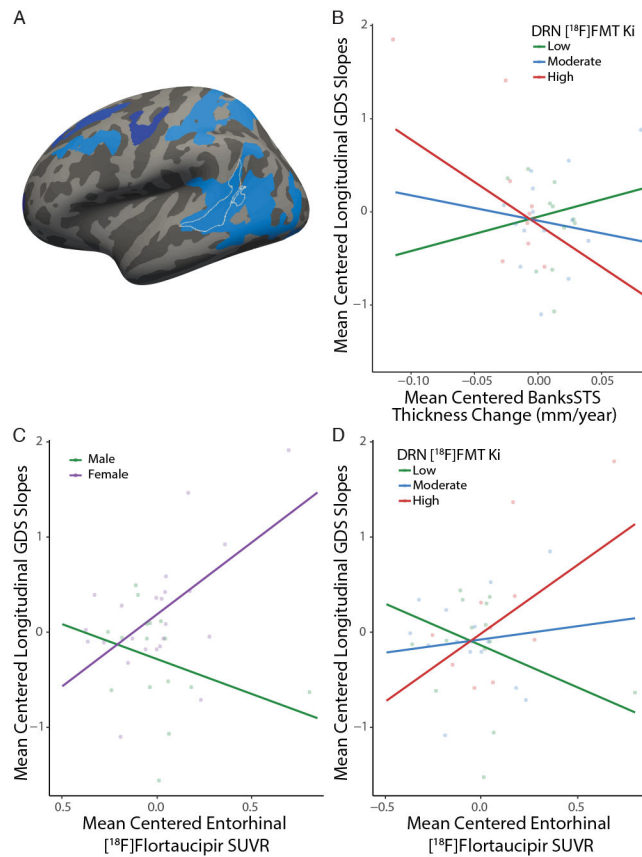 A
B
DRN [¹⁸F]FMT Ki
Low
Moderate
High
Mean Centered Longitudinal GDS Slopes
2
1
0
−1
−0.10
−0.05
0.00
0.05
Mean Centered BanksSTS
Thickness Change (mm/year)
C
Male
Female
Mean Centered Longitudinal GDS Slopes
2
1
0
−1
0.5
0.0
0.5
Mean Centered Entorhinal
[¹⁸F]Flortaucipir SUVR
D
DRN [¹⁸F]FMT Ki
Low
Moderate
High
Mean Centered Longitudinal GDS Slopes
2
1
0
−1
−0.5
0.0
0.5
Mean Centered Entorhinal
[¹⁸F]Flortaucipir SUVR